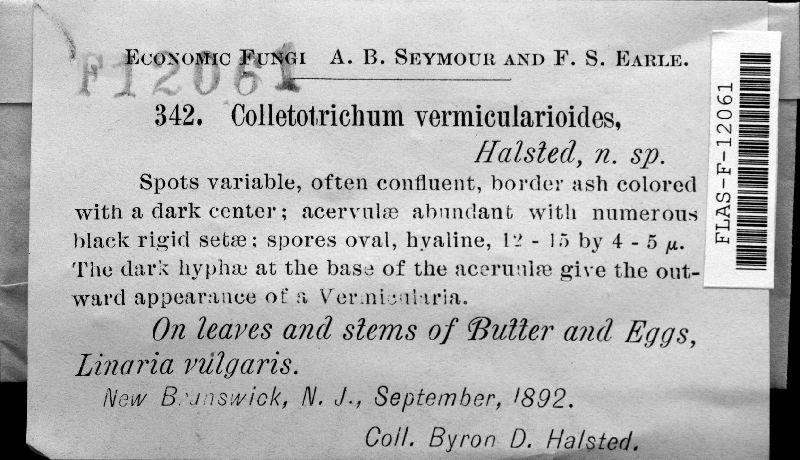 ECONOMIC FUNGI A. B. SEYMOUR AND F. S. EARLE.
F12061
342. Colletotrichum vermicularioides,
Halsted, n. sp.
Spots variable, often confluent, border ash colored
with a dark center; acervulæ abundant with numerous
black rigid setæ; spores oval, hyaline, 12 - 15 by 4 - 5 µ.
The dark hyphæ at the base of the aceruulæ give the out-
ward appearance of a Vermicularia.
On leaves and stems of Butter and Eggs,
Linaria vulgaris.
New Brunswick, N. J., September, 1892.
Coll. Byron D. Halsted.
FLAS-F-12061